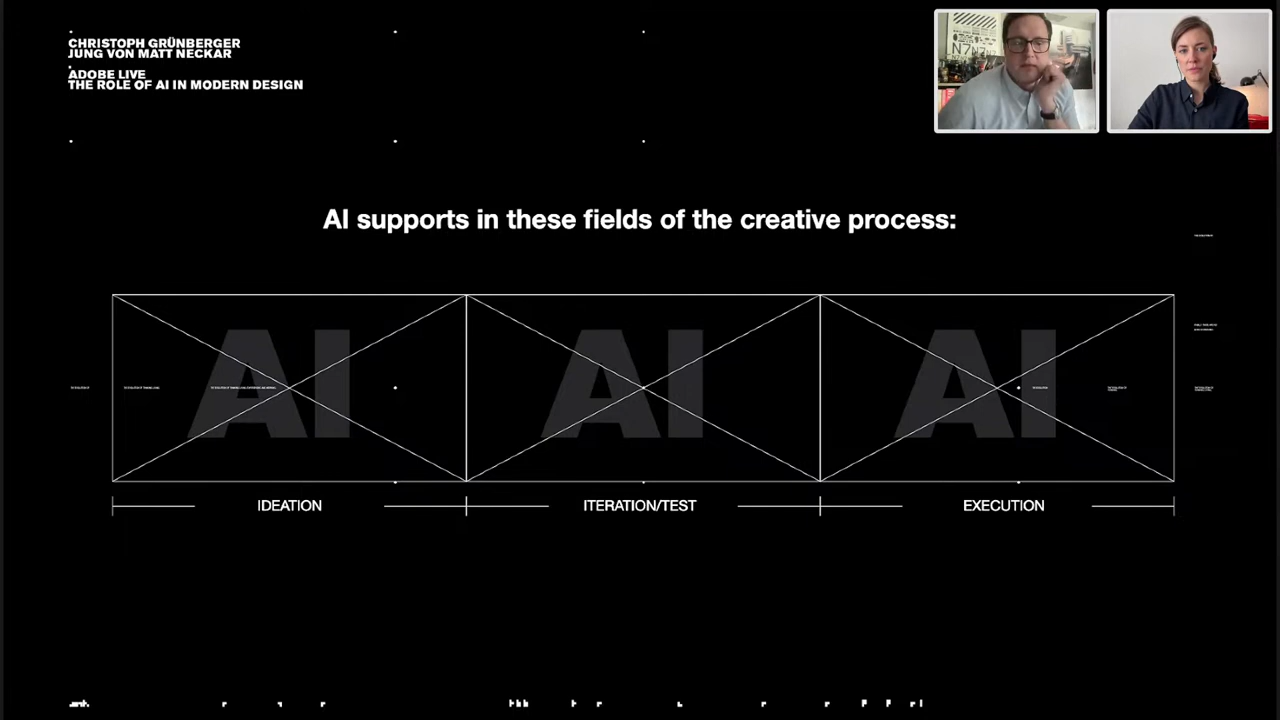 CHRISTOPH GRÜNBERGER
JUNG VON MATT NECKAR
ADOBE LIVE
THE ROLE OF AI IN MODERN DESIGN
N7N7N7
AI supports in these fields of the creative process:
AI
AI
AI
IDEATION
ITERATION/TEST
EXECUTION